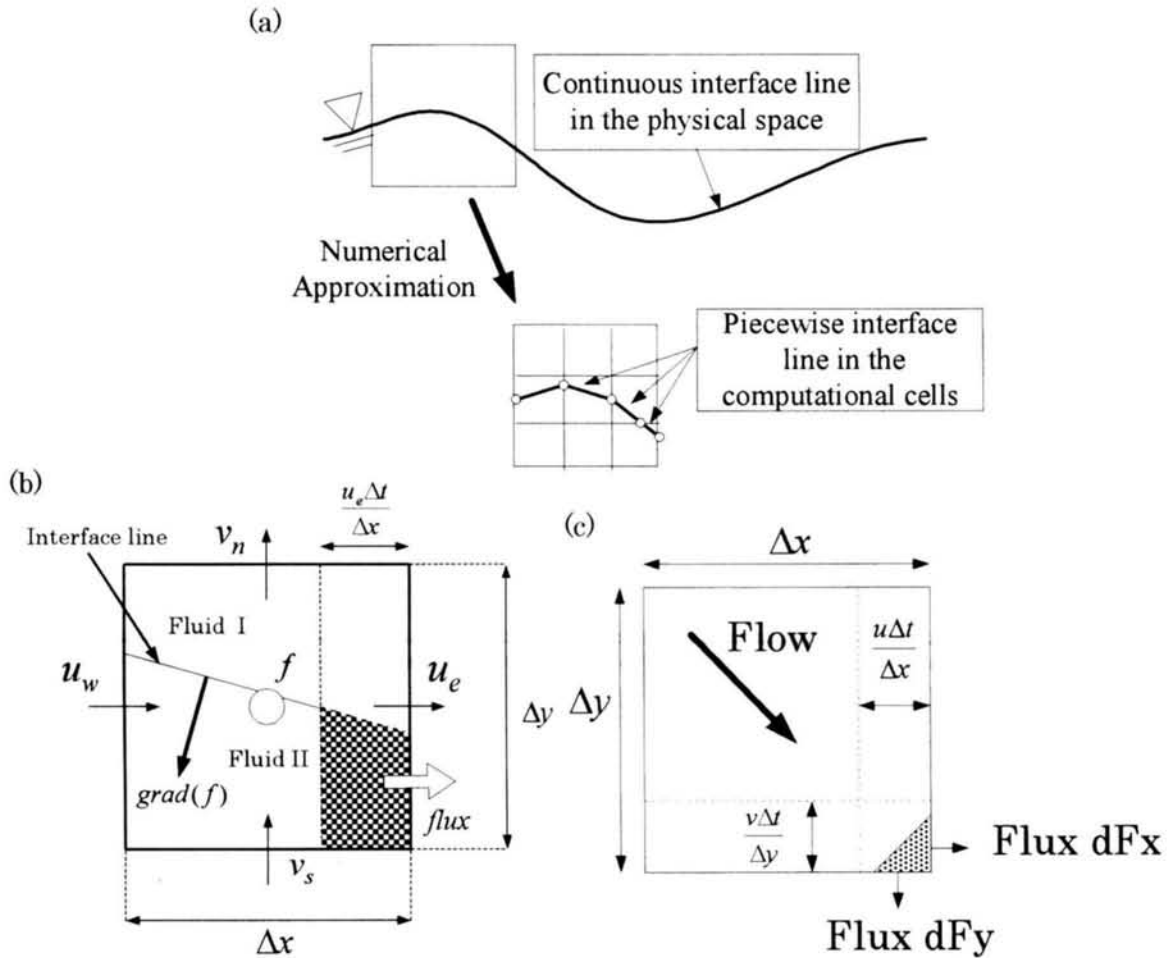 (a)
Continuous interface line
in the physical space
Numerical
Approximation
Piecewise interface
line in the
computational cells
(b)
Interface line
v_n
u_eΔt
Δx
Fluid I
f
u_w
u_e
Δy
Fluid II
grad(f)
flux
v_s
Δx
(c)
Δx
Flow
uΔt
Δx
Δy
vΔt
Δy
Flux dFx
Flux dFy